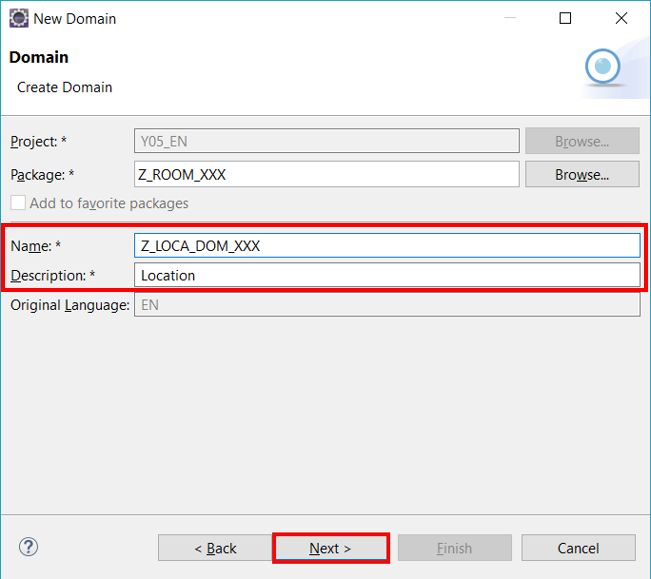 New Domain
Domain
Create Domain
Project: * Y05_EN Browse...
Package: * Z_ROOM_XXX Browse...
Add to favorite packages
Name: * Z_LOCA_DOM_XXX
Description: * Location
Original Language: EN
? < Back Next > Finish Cancel